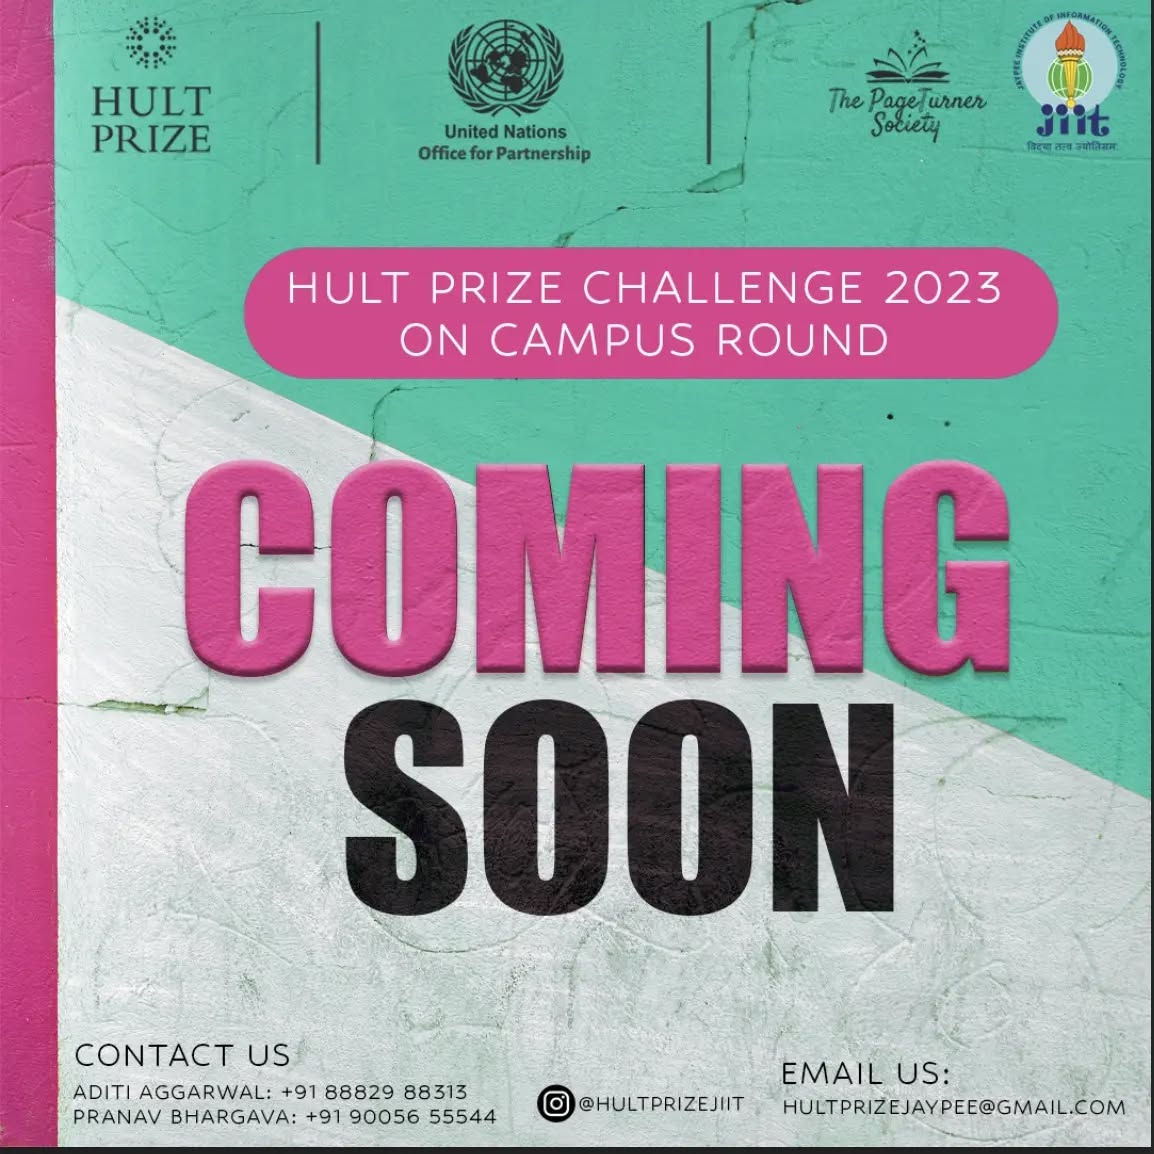 HULT
PRIZE
United Nations
Office for Partnership
The PageTurner
Society
JAYPEE INSTITUTE OF INFORMATION TECHNOLOGY
jiit
विद्या तत्व ज्योतिसमः
HULT PRIZE CHALLENGE 2023
ON CAMPUS ROUND
COMING
SOON
CONTACT US
ADITI AGGARWAL: +91 88829 88313
PRANAV BHARGAVA: +91 90056 55544
@HULTPRIZEJIIT
EMAIL US:
HULTPRIZEJAYPEE@GMAIL.COM